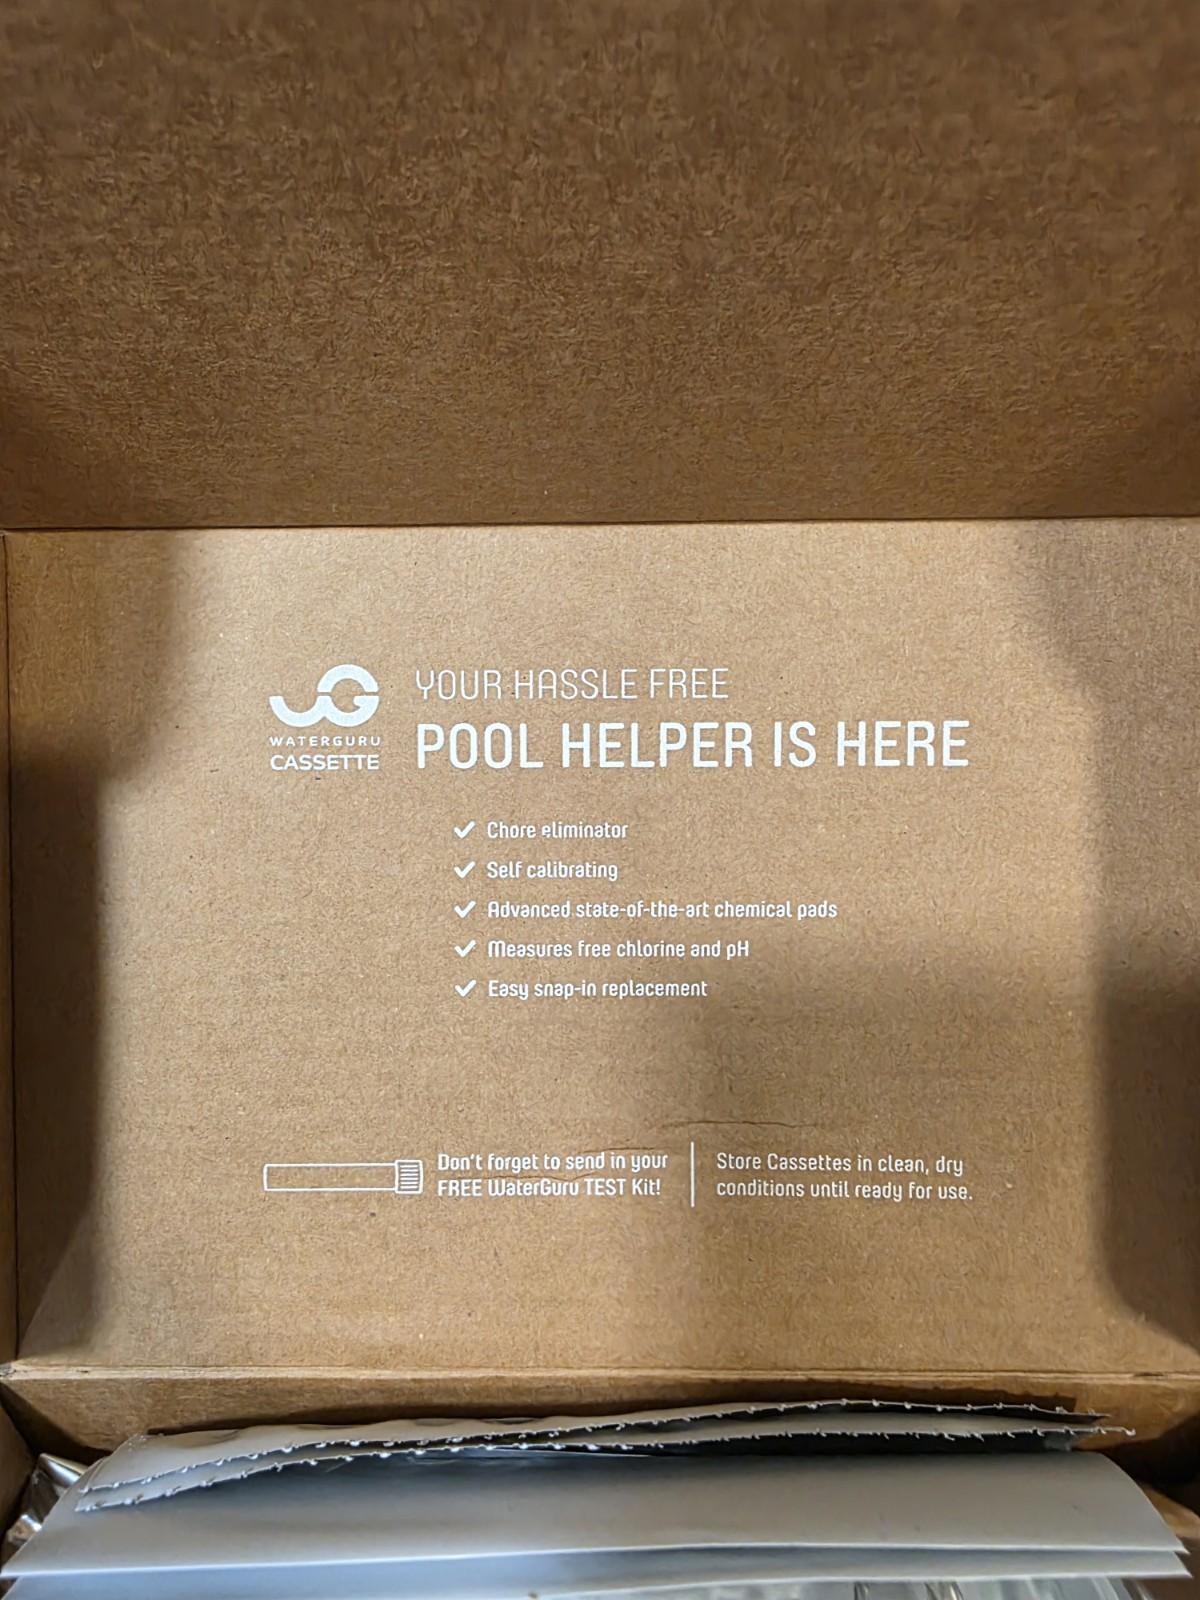 WATERGURU
CASSETTE
YOUR HASSLE FREE
POOL HELPER IS HERE
Chore eliminator
Self calibrating
Advanced state-of-the-art chemical pads
Measures free chlorine and pH
Easy snap-in replacement
Don't forget to send in your
FREE WaterGuru TEST Kit!
Store Cassettes in clean, dry
conditions until ready for use.